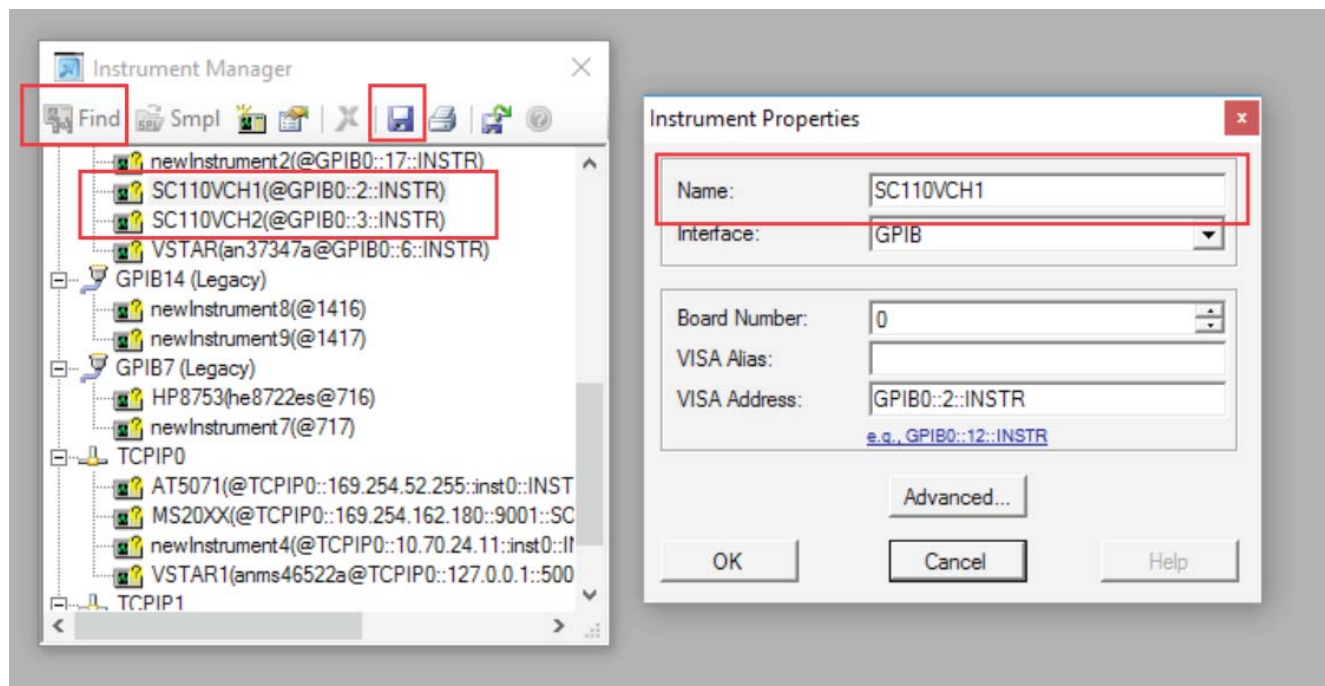 Instrument Manager
Find Smpl
newInstrument2(@GPIB0::17::INSTR)
SC110VCH1(@GPIB0::2::INSTR)
SC110VCH2(@GPIB0::3::INSTR)
VSTAR(an37347a@GPIB0::6::INSTR)
GPIB14 (Legacy)
newInstrument8(@1416)
newInstrument9(@1417)
GPIB7 (Legacy)
HP8753(he8722es@716)
newInstrument7(@717)
TCPIP0
AT5071(@TCPIP0::169.254.52.255::inst0::INST
MS20XX(@TCPIP0::169.254.162.180::9001::SC
newInstrument4(@TCPIP0::10.70.24.11::inst0::I
VSTAR1(anms46522a@TCPIP0::127.0.0.1::500
TCPIP1
Instrument Properties
Name: SC110VCH1
Interface: GPIB
Board Number: 0
VISA Alias:
VISA Address: GPIB0::2::INSTR
e.g., GPIB0::12::INSTR
Advanced...
OK Cancel Help